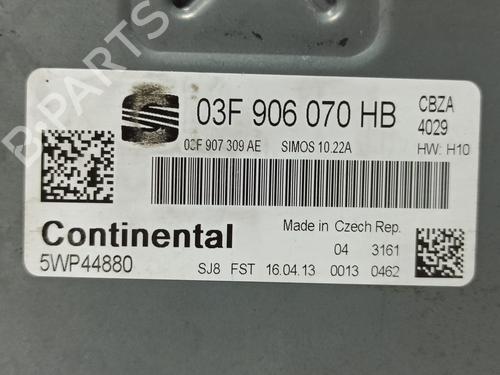 B-PARTS
03F 906 070 HB
CBZA
4029
03F 907 309 AE SIMOS 10.22A
HW: H10
Continental
5WP44880
Made in Czech Rep.
04 3161
SJ8 FST 16.04.13 0013 0462